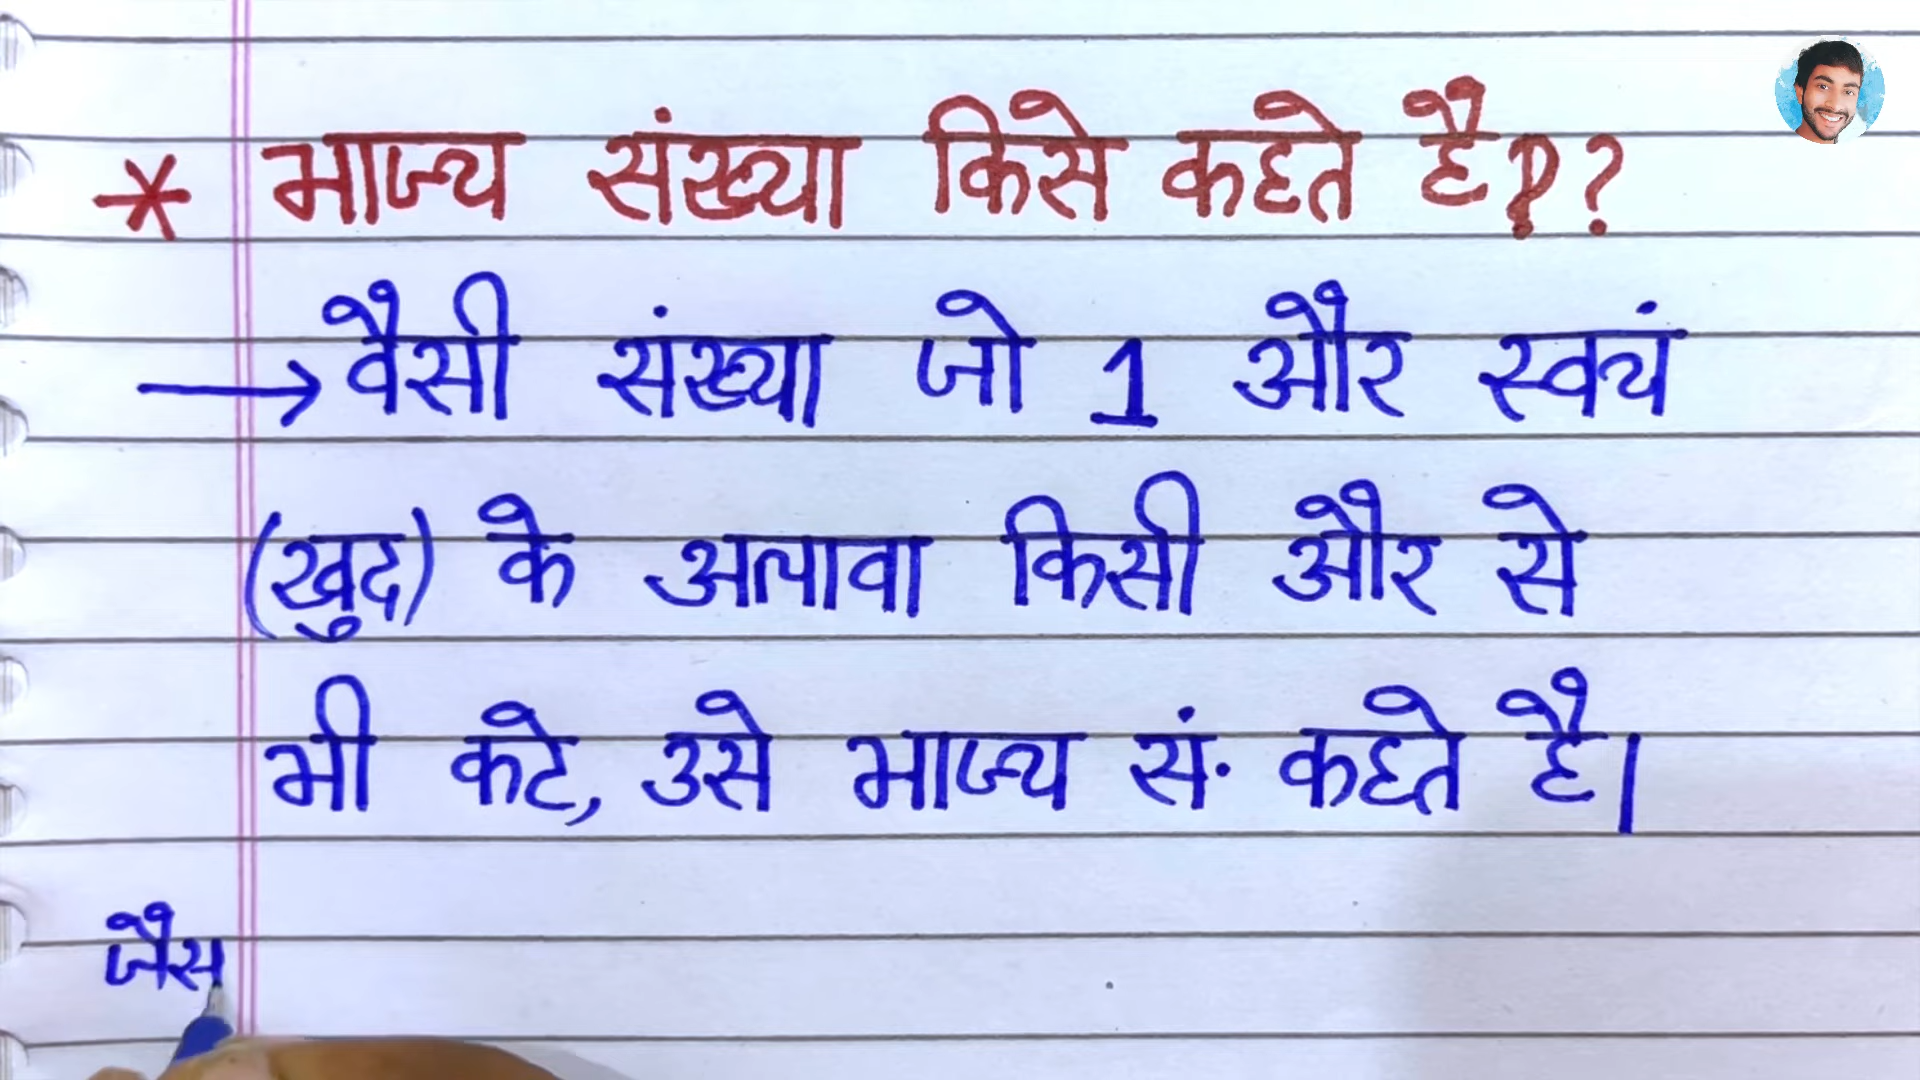 * भाज्य संख्या किसे कहते है??
→ वैसी संख्या जो 1 और स्वयं
(खुद) के अलावा किसी और से
भी कटे, उसे भाज्य सं॰ कहते है।
जैस